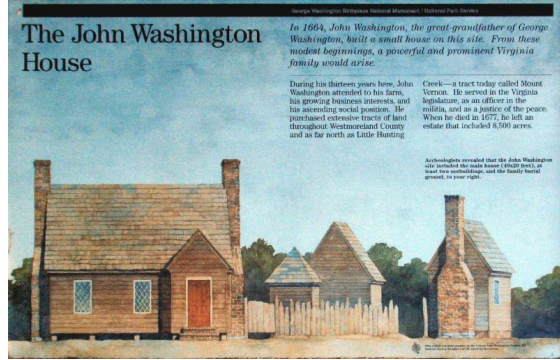 George Washington Birthplace National Monument / National Park Service
The John Washington
House
In 1664, John Washington, the great-grandfather of George
Washington, built a small house on this site. From these
modest beginnings, a powerful and prominent Virginia
family would arise.
During his thirteen years here, John
Washington attended to his farm,
his growing business interests, and
his ascending social position. He
purchased extensive tracts of land
throughout Westmoreland County
and as far north as Little Hunting
Creek—a tract today called Mount
Vernon. He served in the Virginia
legislature, as an officer in the
militia, and as a justice of the peace.
When he died in 1677, he left an
estate that included 8,500 acres.
Archeologists revealed that the John Washington
site included the main house (40x20 feet), at
least two outbuildings, and the family burial
ground, to your right.